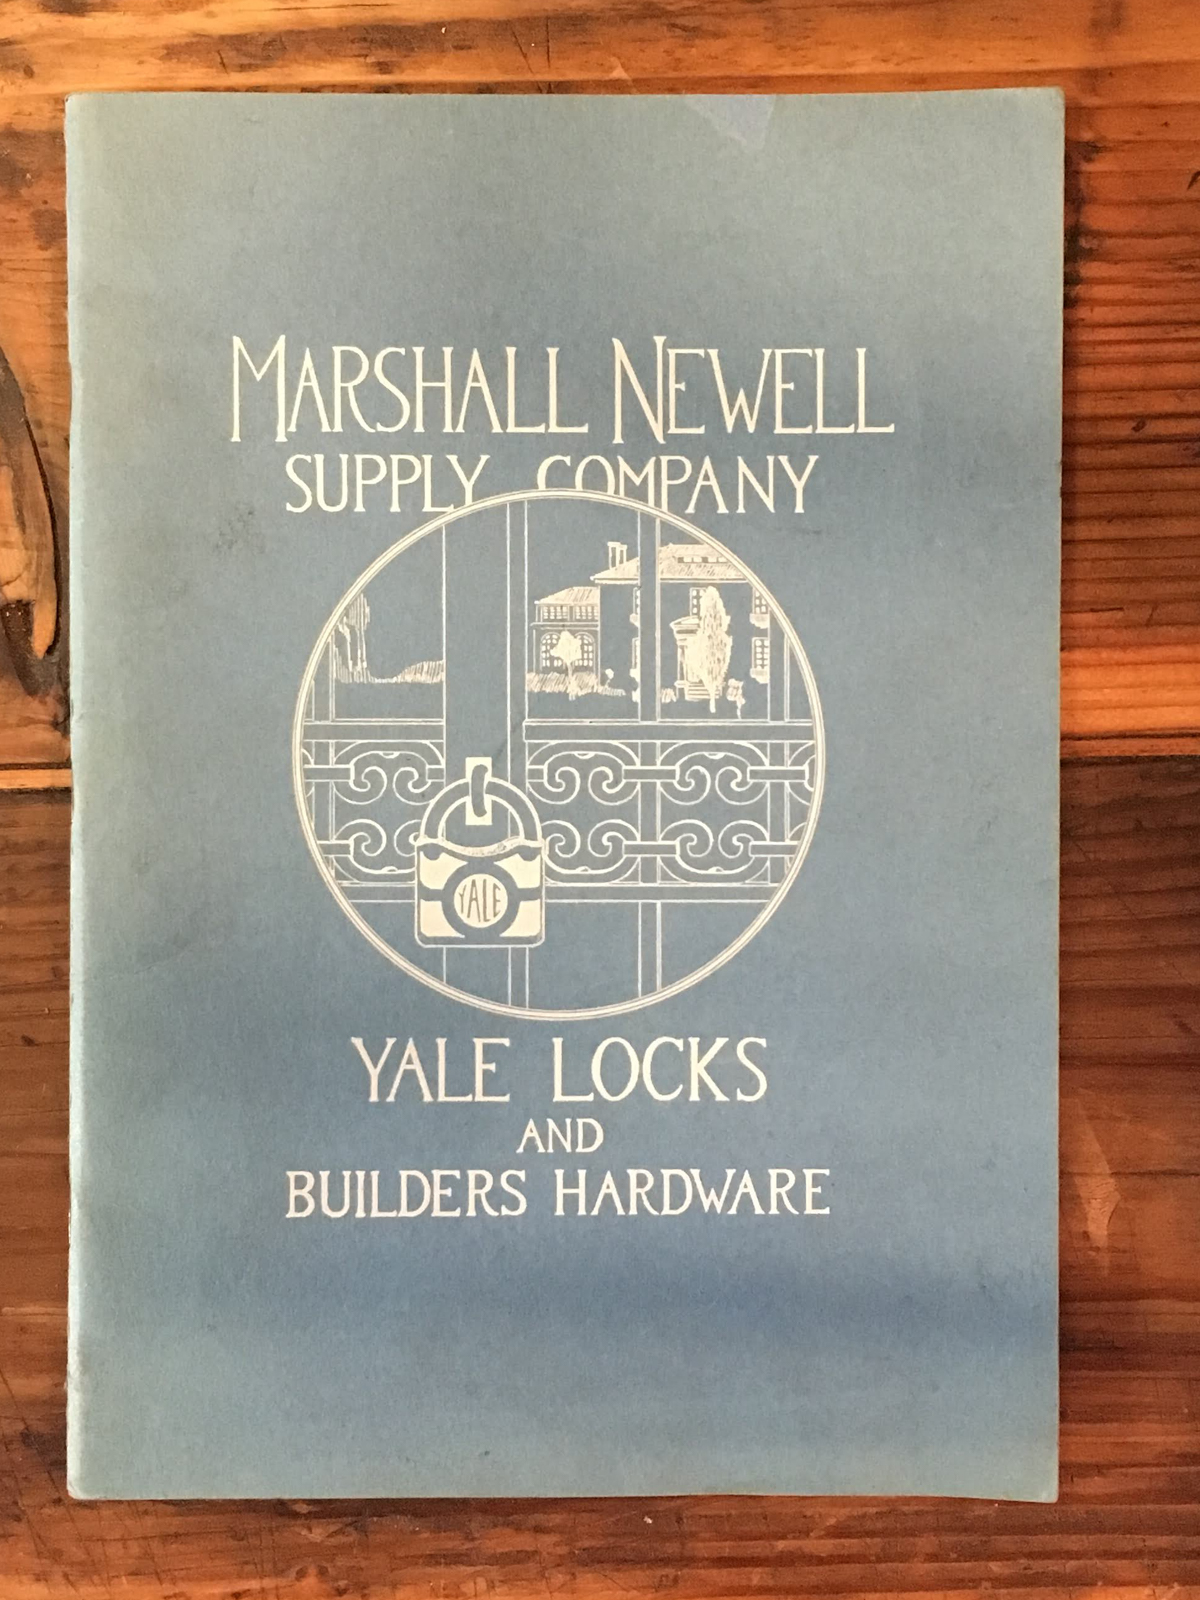 MARSHALL NEWELL
SUPPLY COMPANY
YALE
YALE LOCKS
AND
BUILDERS HARDWARE